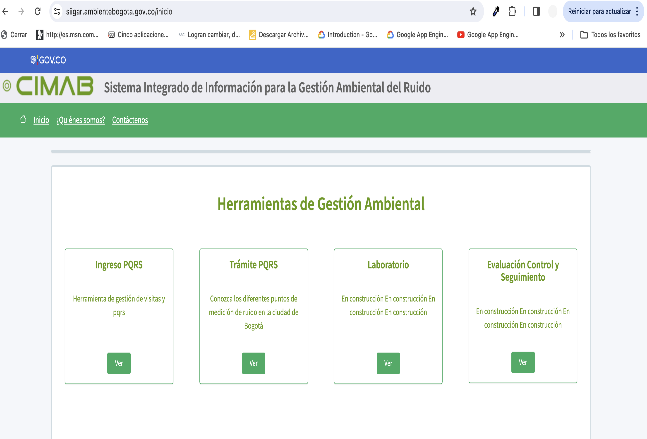 siigar.ambientebogota.gov.co/inicio
Reiniciar para actualizar
Cerrar
http://es.msn.com...
Cinco aplicacione...
Logran cambiar, d...
Descargar Archiv...
Introduction - Go...
Google App Engin...
Google App Engin...
Todos los favoritos
GOV.CO
CIMAB Sistema Integrado de Información para la Gestión Ambiental del Ruido
Inicio ¿Quiénes somos? Contáctenos
Herramientas de Gestión Ambiental
Ingreso PQRS
Herramienta de gestión de visitas y
pqrs
Ver
Trámite PQRS
Conozca los diferentes puntos de
medición de ruido en la ciudad de
Bogotá
Ver
Laboratorio
En construcción En construcción En
construcción En construcción
Ver
Evaluación Control y
Seguimiento
En construcción En construcción En
construcción En construcción
Ver